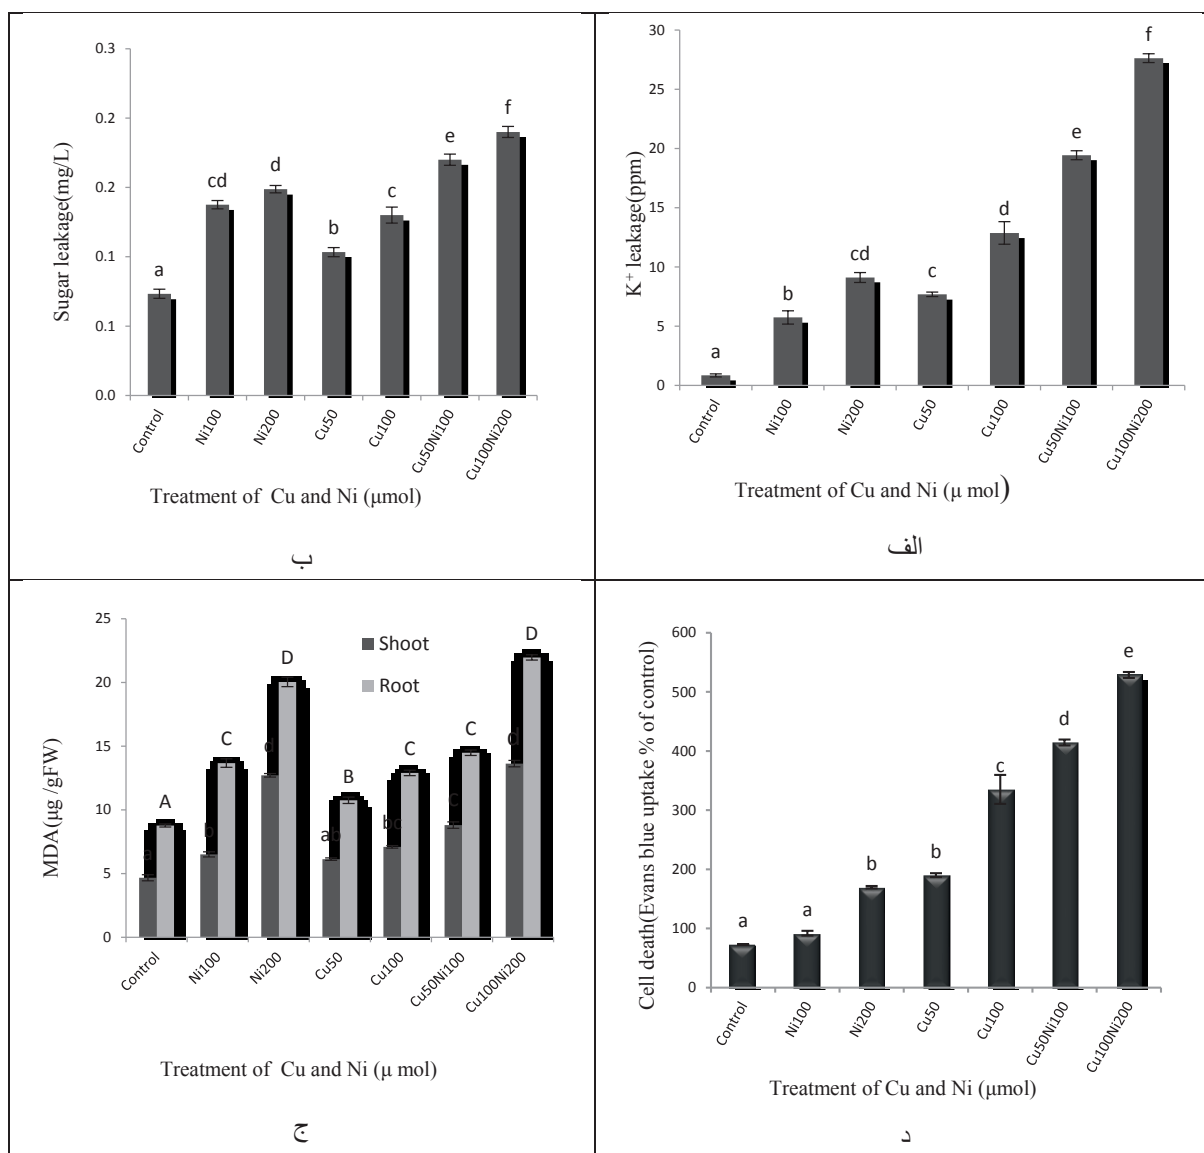 0.3
0.2
0.2
0.1
0.1
0.0
Sugar leakage(mg/L)
a
cd
d
b
c
e
f
Control
Ni100
Ni200
Cu50
Cu100
Cu50Ni100
Cu100Ni200
Treatment of Cu and Ni (μmol)
ب
30
25
20
15
10
5
0
K⁺ leakage(ppm)
a
b
cd
c
d
e
f
Control
Ni100
Ni200
Cu50
Cu100
Cu50Ni100
Cu100Ni200
Treatment of Cu and Ni (μ mol)
الف
25
20
15
10
5
0
MDA(μg /gFW)
Shoot
Root
a
A
b
C
d
D
ab
B
bc
C
C
C
d
D
Control
Ni100
Ni200
Cu50
Cu100
Cu50Ni100
Cu100Ni200
Treatment of Cu and Ni (μ mol)
ج
600
500
400
300
200
100
0
Cell death(Evans blue uptake % of control)
a
a
b
b
c
d
e
Control
Ni100
Ni200
Cu50
Cu100
Cu50Ni100
Cu100Ni200
Treatment of Cu and Ni (μmol)
د